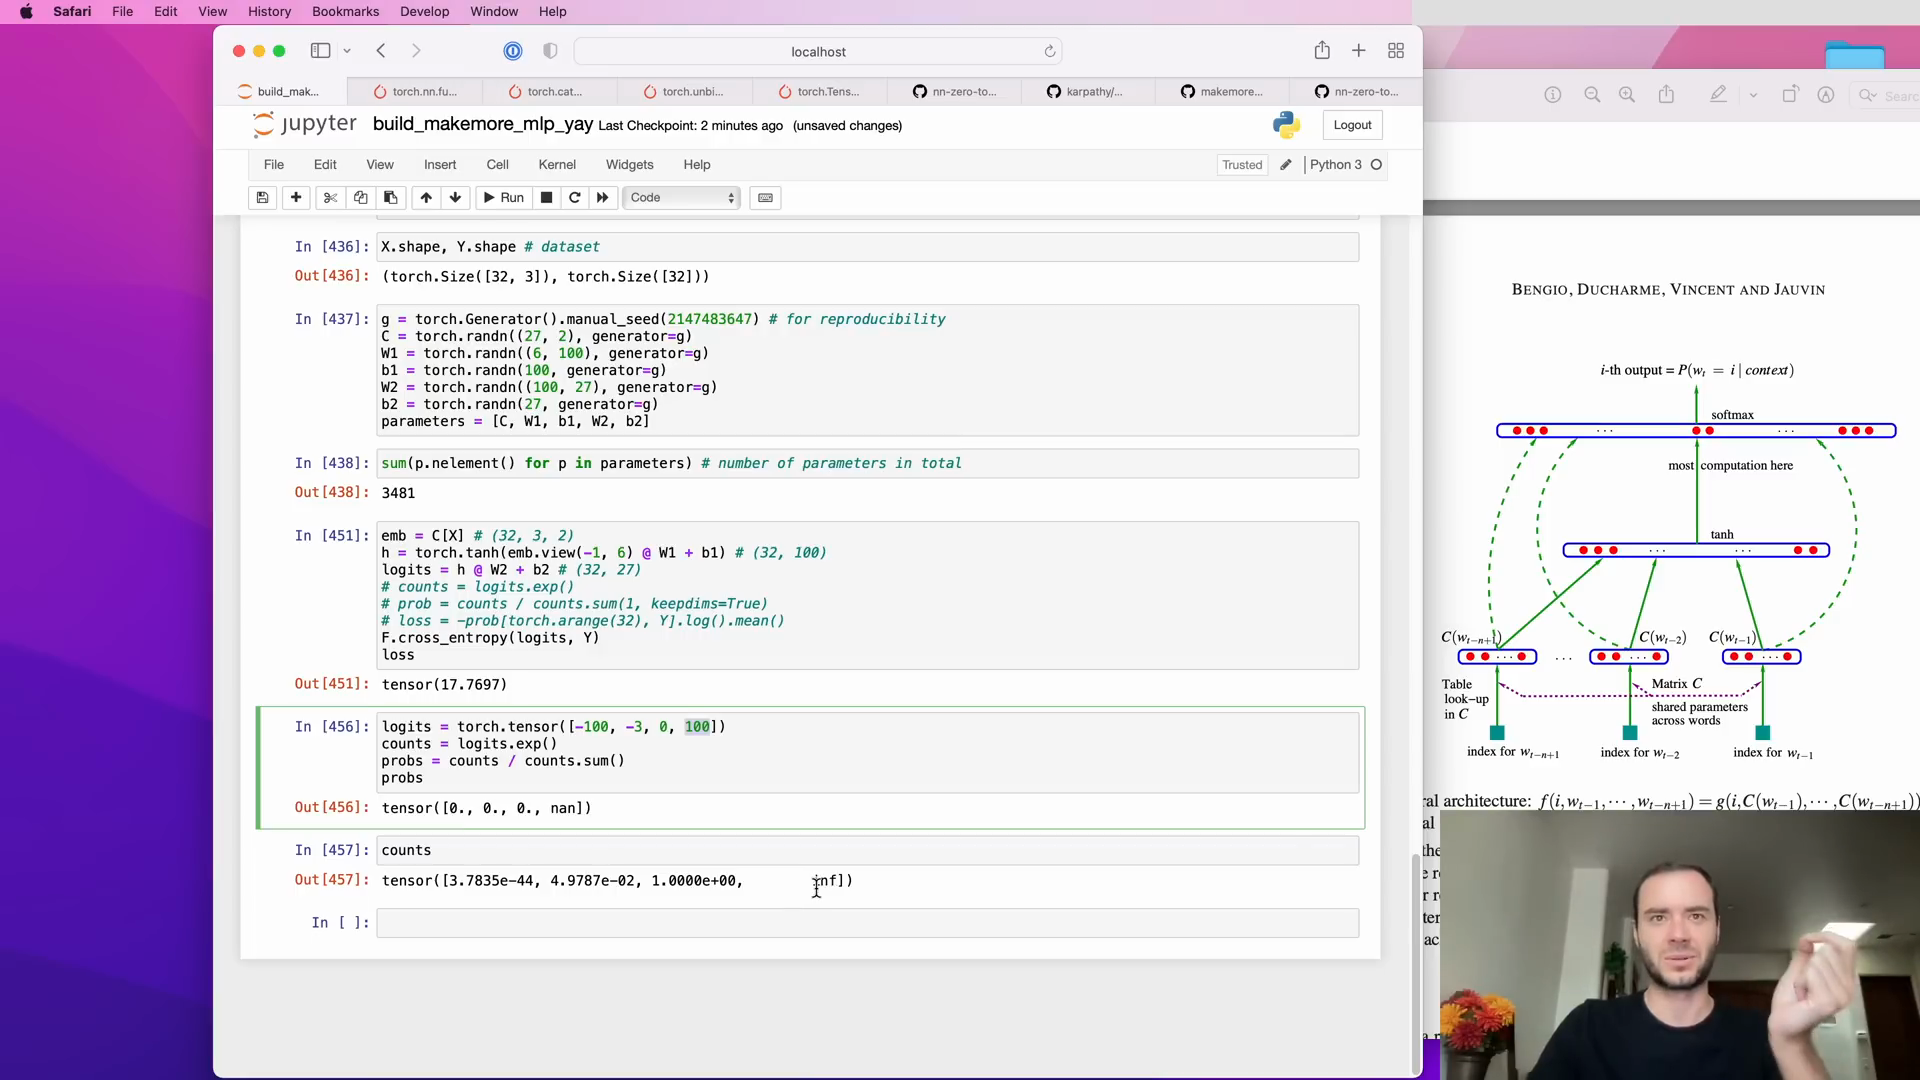 Safari File Edit View History Bookmarks Develop Window Help
localhost
build_mak... torch.nn.fu... torch.cat... torch.unbi... torch.Tens... nn-zero-to... karpathy/... makemore... nn-zero-to...
jupyter build_makemore_mlp_yay Last Checkpoint: 2 minutes ago (unsaved changes) Logout
File Edit View Insert Cell Kernel Widgets Help Trusted Python 3
Run Code
In [436]: X.shape, Y.shape # dataset
Out[436]: (torch.Size([32, 3]), torch.Size([32]))
In [437]: g = torch.Generator().manual_seed(2147483647) # for reproducibility
C = torch.randn((27, 2), generator=g)
W1 = torch.randn((6, 100), generator=g)
b1 = torch.randn(100, generator=g)
W2 = torch.randn((100, 27), generator=g)
b2 = torch.randn(27, generator=g)
parameters = [C, W1, b1, W2, b2]
In [438]: sum(p.nelement() for p in parameters) # number of parameters in total
Out[438]: 3481
In [451]: emb = C[X] # (32, 3, 2)
h = torch.tanh(emb.view(-1, 6) @ W1 + b1) # (32, 100)
logits = h @ W2 + b2 # (32, 27)
# counts = logits.exp()
# prob = counts / counts.sum(1, keepdims=True)
# loss = -prob[torch.arange(32), Y].log().mean()
F.cross_entropy(logits, Y)
loss
Out[451]: tensor(17.7697)
In [456]: logits = torch.tensor([-100, -3, 0, 100])
counts = logits.exp()
probs = counts / counts.sum()
probs
Out[456]: tensor([0., 0., 0., nan])
In [457]: counts
Out[457]: tensor([3.7835e-44, 4.9787e-02, 1.0000e+00, inf])
In [ ]:
Search
BENGIO, DUCHARME, VINCENT AND JAUVIN
i-th output = P(w_t = i | context)
softmax
. . . . . . 
most computation here
tanh
. . . . . .
C(w_{t−n+1}) C(w_{t−2}) C(w_{t−1})
... ... ... ...
Table look-up in C
Matrix C
shared parameters across words
index for w_{t−n+1} index for w_{t−2} index for w_{t−1}
ral architecture: f(i,w_{t−1},···,w_{t−n+1}) = g(i,C(w_{t−1}),···,C(w_{t−n+1}))